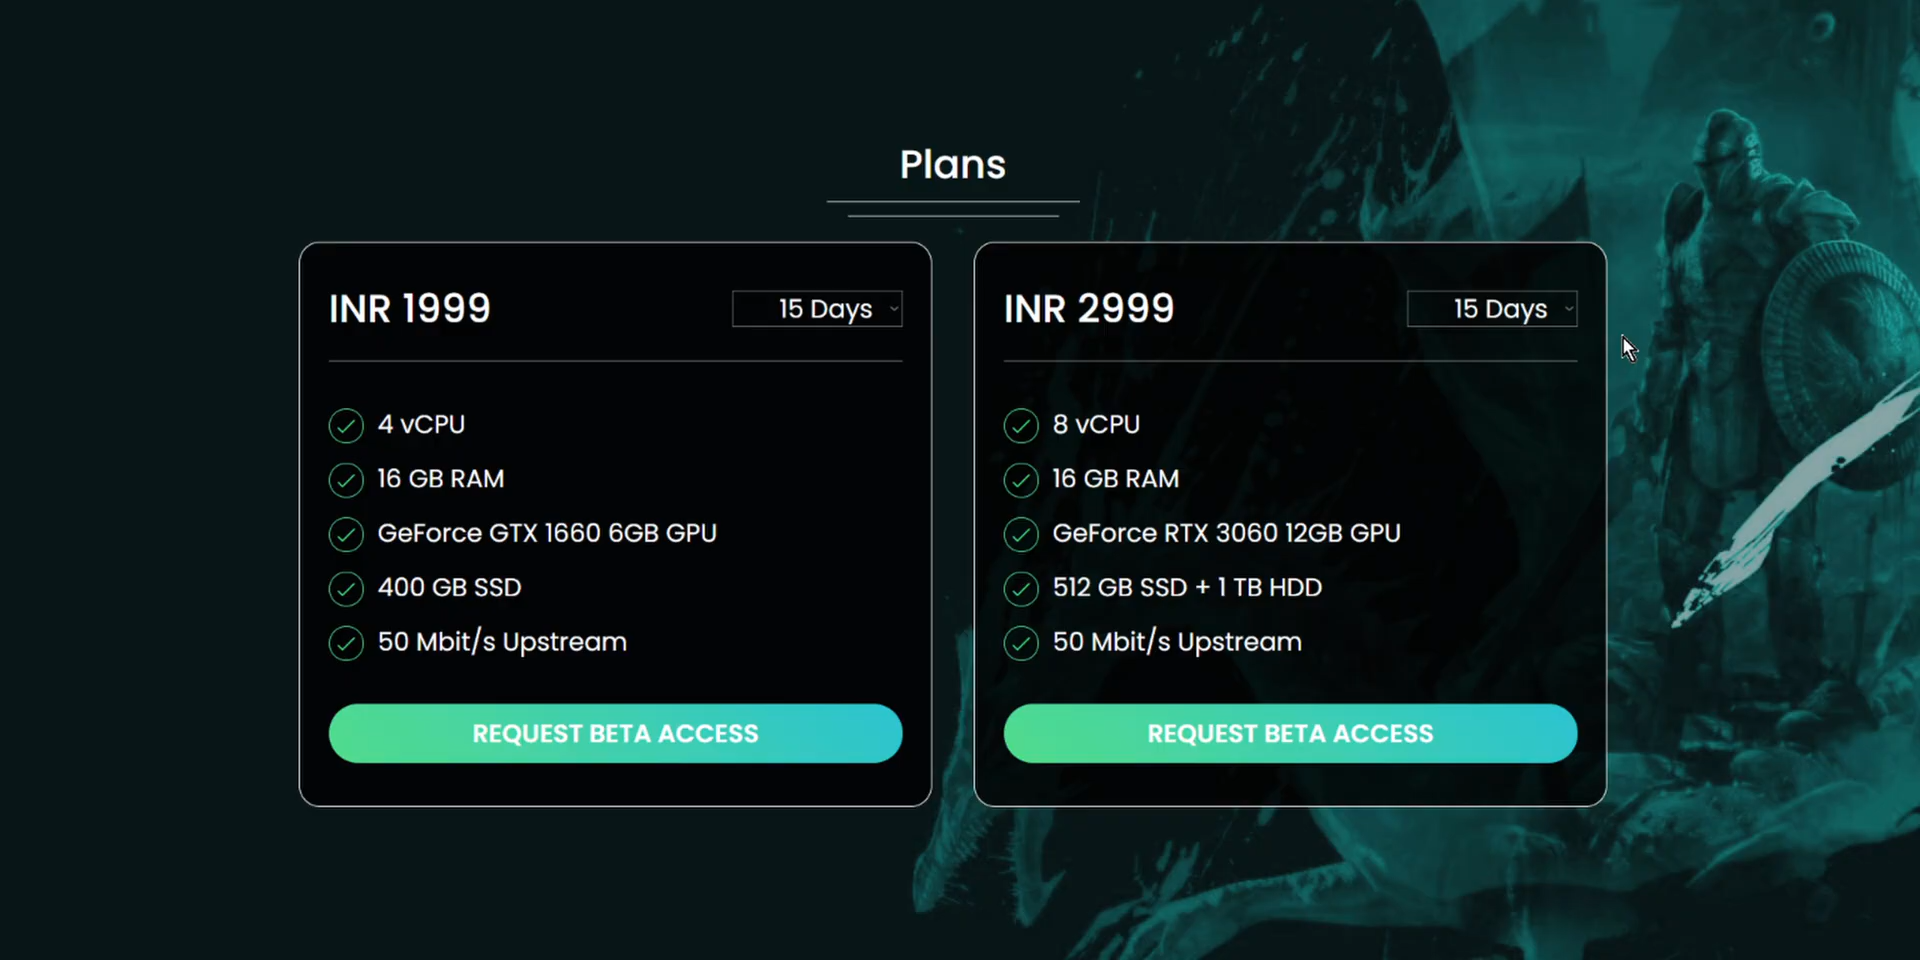 Plans
INR 1999
15 Days
4 vCPU
16 GB RAM
GeForce GTX 1660 6GB GPU
400 GB SSD
50 Mbit/s Upstream
REQUEST BETA ACCESS
INR 2999
15 Days
8 vCPU
16 GB RAM
GeForce RTX 3060 12GB GPU
512 GB SSD + 1 TB HDD
50 Mbit/s Upstream
REQUEST BETA ACCESS